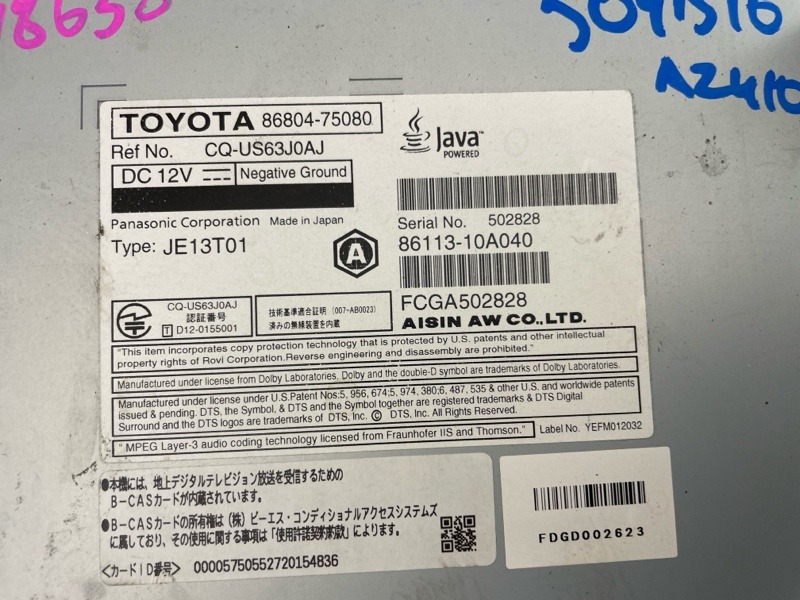 18650
5091516
AZ410
TOYOTA 86804-75080
Java™
POWERED
Ref No. CQ-US63J0AJ
DC 12V Negative Ground
Panasonic Corporation Made in Japan
Type: JE13T01
A
Serial No. 502828
86113-10A040
FCGA502828
AISIN AW CO.,LTD.
CQ-US63J0AJ
認証番号
T D12-0155001
技術基準適合証明 (007-AB0023)
済みの無線装置を内蔵
"This item incorporates copy protection technology that is protected by U.S. patents and other intellectual
property rights of Rovi Corporation.Reverse engineering and disassembly are prohibited."
Manufactured under license from Dolby Laboratories. Dolby and the double-D symbol are trademarks of Dolby Laboratories.
Manufactured under license under U.S.Patent Nos:5, 956, 674;5, 974, 380;6, 487, 535 & other U.S. and worldwide patents
issued & pending. DTS, the Symbol, & DTS and the Symbol together are registered trademarks & DTS Digital
Surround and the DTS logos are trademarks of DTS, Inc. © DTS, Inc. All Rights Reserved.
" MPEG Layer-3 audio coding technology licensed from Fraunhofer IIS and Thomson."
Label No. YEFM012032
●本機には、地上デジタルテレビジョン放送を受信するための
B-CASカードが内蔵されています。
●B-CASカードの所有権は(株)ビーエス・コンディショナルアクセスシステムズ
に属しており、その使用に関する事項は「使用許諾契約約款」によります。
<カードID番号> 00005750552720154836
FDGD002623